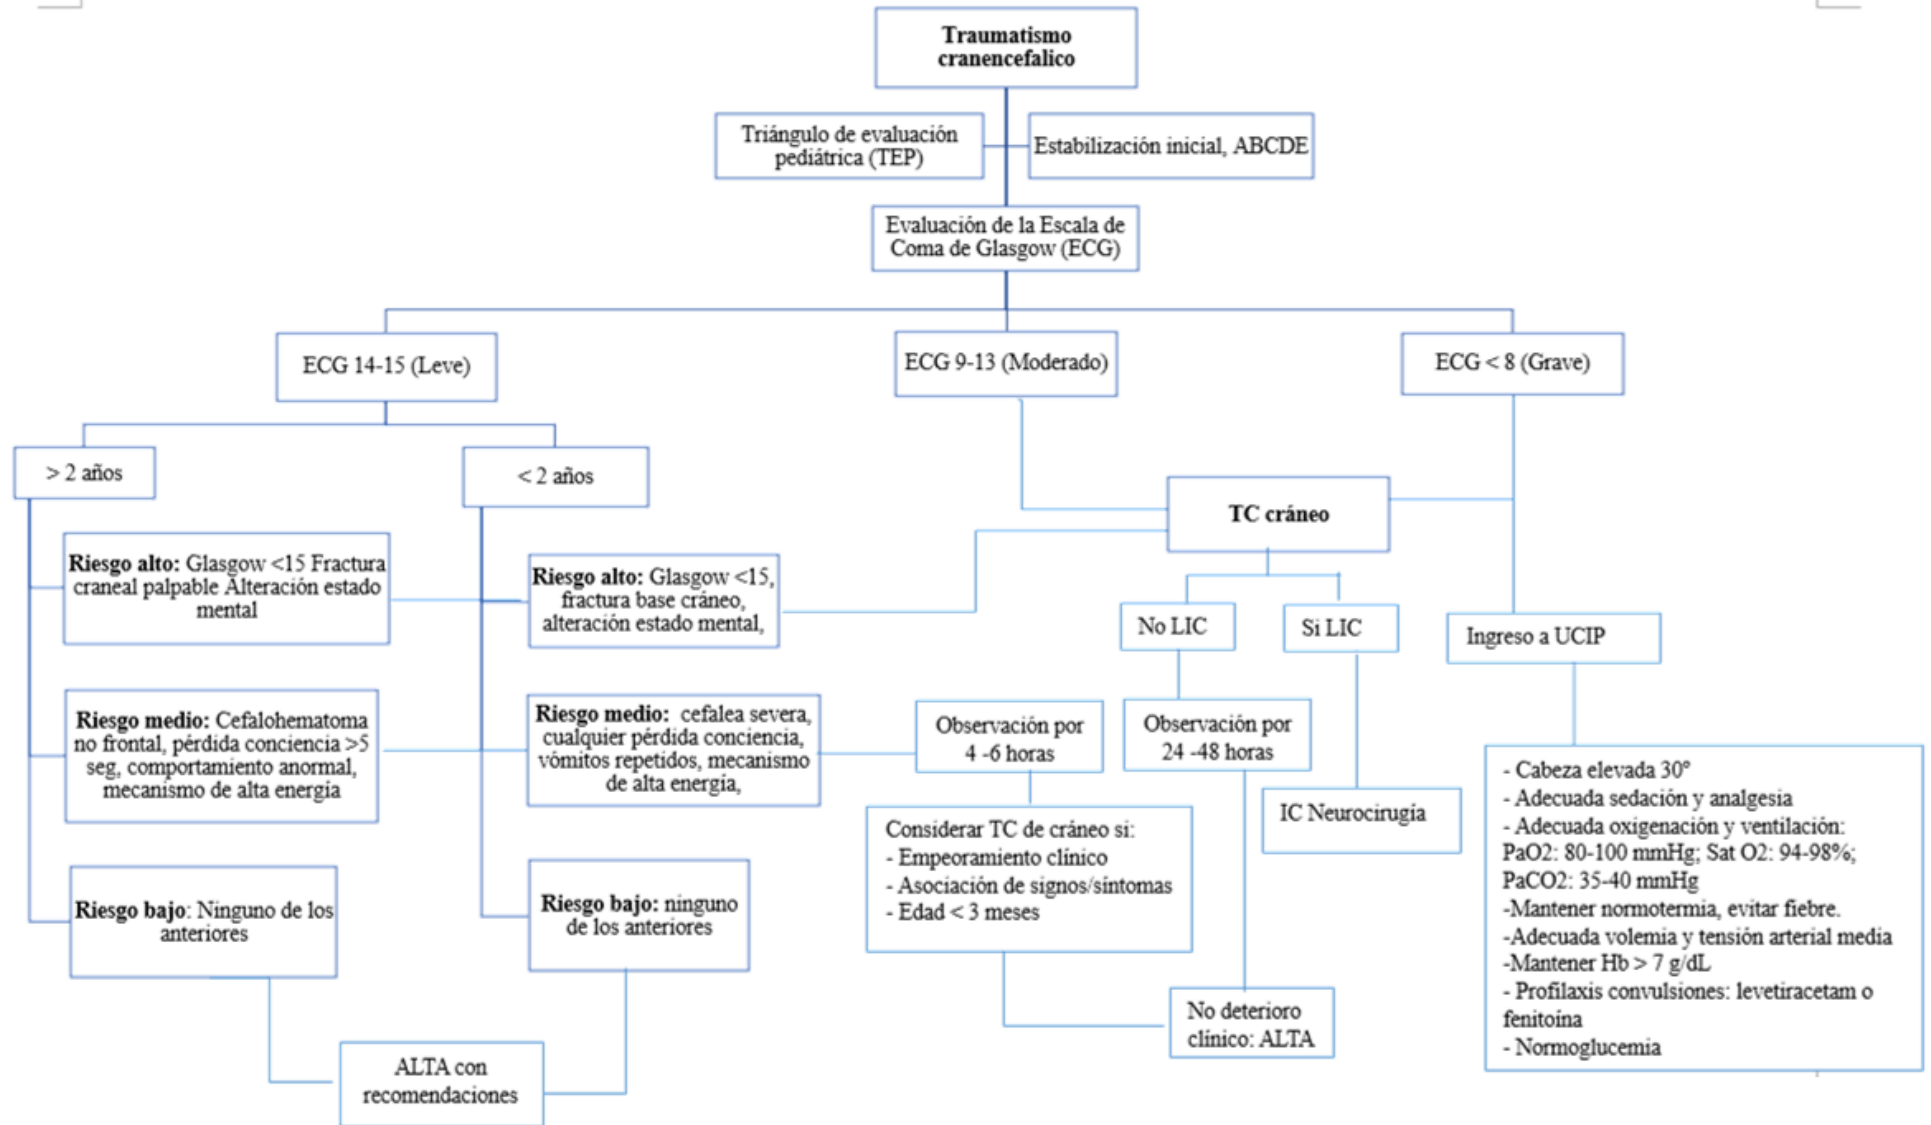 Traumatismo
cranencefalico
Triángulo de evaluación
pediátrica (TEP)
Estabilización inicial, ABCDE
Evaluación de la Escala de
Coma de Glasgow (ECG)
ECG 14-15 (Leve)
ECG 9-13 (Moderado)
ECG < 8 (Grave)
> 2 años
< 2 años
TC cráneo
Riesgo alto: Glasgow <15 Fractura
craneal palpable Alteración estado
mental
Riesgo alto: Glasgow <15,
fractura base cráneo,
alteración estado mental,
No LIC
Si LIC
Ingreso a UCIP
Riesgo medio: Cefalohematoma
no frontal, pérdida conciencia >5
seg, comportamiento anormal,
mecanismo de alta energía
Riesgo medio: cefalea severa,
cualquier pérdida conciencia,
vómitos repetidos, mecanismo
de alta energía,
Observación por
4 -6 horas
Observación por
24 -48 horas
IC Neurocirugía
Considerar TC de cráneo si:
- Empeoramiento clínico
- Asociación de signos/síntomas
- Edad < 3 meses
- Cabeza elevada 30º
- Adecuada sedación y analgesia
- Adecuada oxigenación y ventilación:
PaO2: 80-100 mmHg; Sat O2: 94-98%;
PaCO2: 35-40 mmHg
-Mantener normotermia, evitar fiebre.
-Adecuada volemia y tensión arterial media
-Mantener Hb > 7 g/dL
- Profilaxis convulsiones: levetiracetam o
fenitoína
- Normoglucemia
Riesgo bajo: Ninguno de los
anteriores
Riesgo bajo: ninguno
de los anteriores
No deterioro
clínico: ALTA
ALTA con
recomendaciones